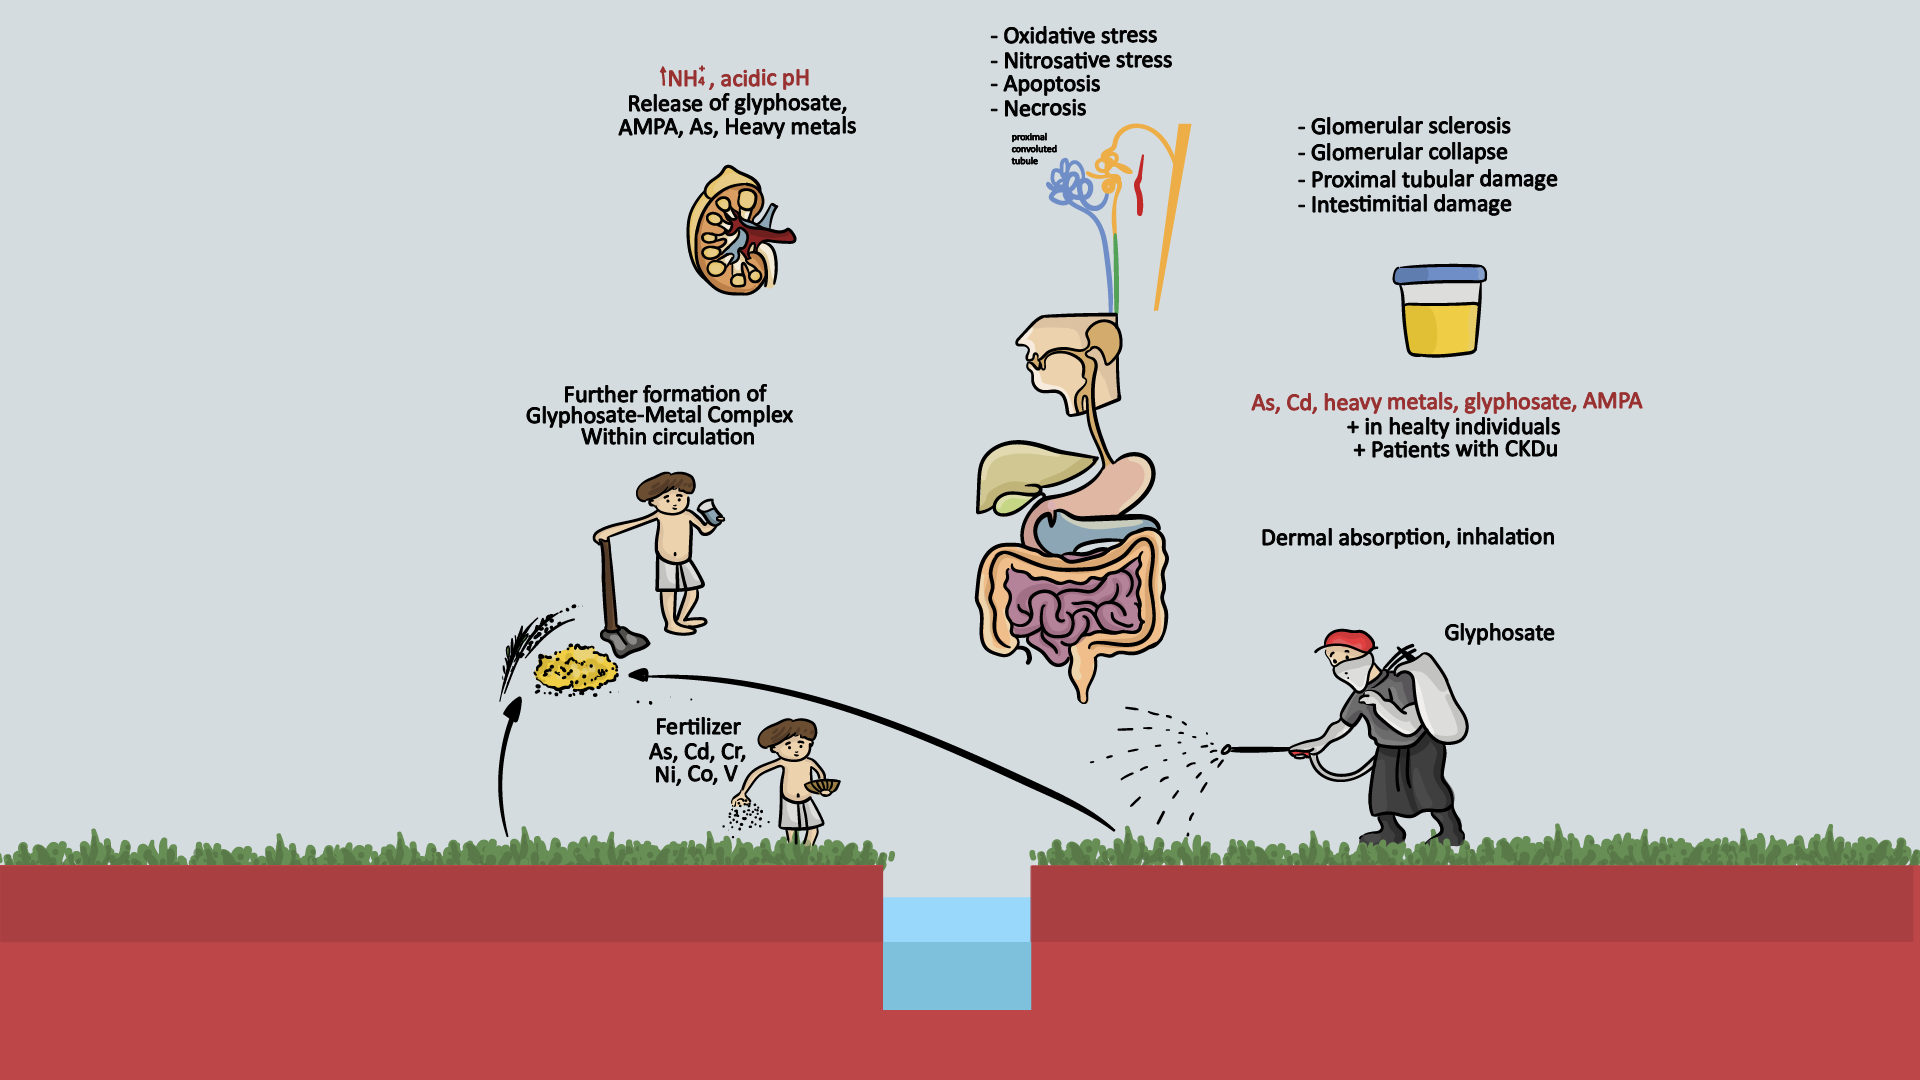 - Oxidative stress
- Nitrosative stress
- Apoptosis
- Necrosis
proximal
convoluted
tubule
↑NH₄⁺, acidic pH
Release of glyphosate,
AMPA, As, Heavy metals
- Glomerular sclerosis
- Glomerular collapse
- Proximal tubular damage
- Intestimitial damage
Further formation of
Glyphosate-Metal Complex
Within circulation
As, Cd, heavy metals, glyphosate, AMPA
+ in healty individuals
+ Patients with CKDu
Dermal absorption, inhalation
Glyphosate
Fertilizer
As, Cd, Cr,
Ni, Co, V